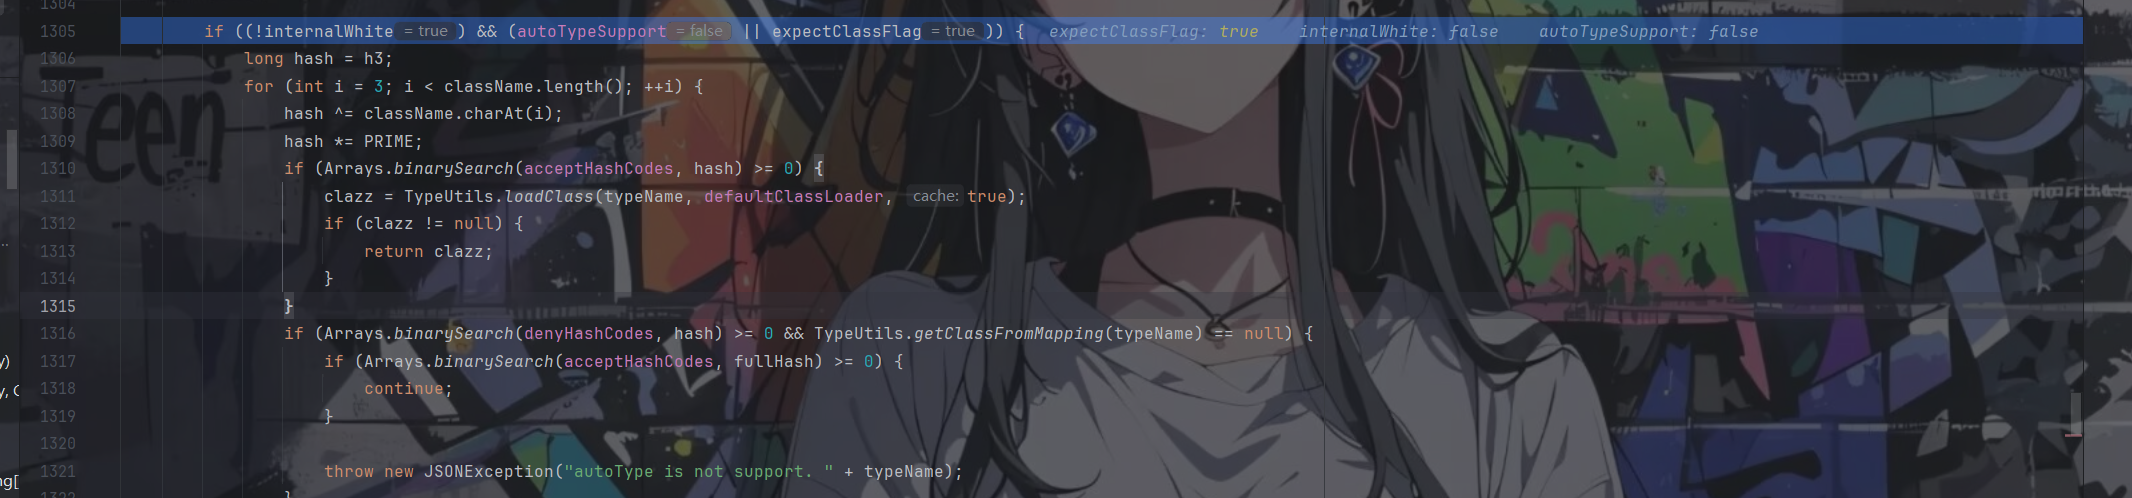 1304
1305 if ((!internalWhite = true ) && (autoTypeSupport = false || expectClassFlag = true )) { expectClassFlag: true internalWhite: false autoTypeSupport: false
1306 long hash = h3;
1307 for (int i = 3; i < className.length(); ++i) {
1308 hash ^= className.charAt(i);
1309 hash *= PRIME;
1310 if (Arrays.binarySearch(acceptHashCodes, hash) >= 0) {
1311 clazz = TypeUtils.loadClass(typeName, defaultClassLoader, cache: true);
1312 if (clazz != null) {
1313 return clazz;
1314 }
1315 }
1316 if (Arrays.binarySearch(denyHashCodes, hash) >= 0 && TypeUtils.getClassFromMapping(typeName) == null) {
y) 1317 if (Arrays.binarySearch(acceptHashCodes, fullHash) >= 0) {
y, C 1318 continue;
1319 }
1320
1321 throw new JSONException("autoType is not support. " + typeName);
ng[
1322 }
Teen